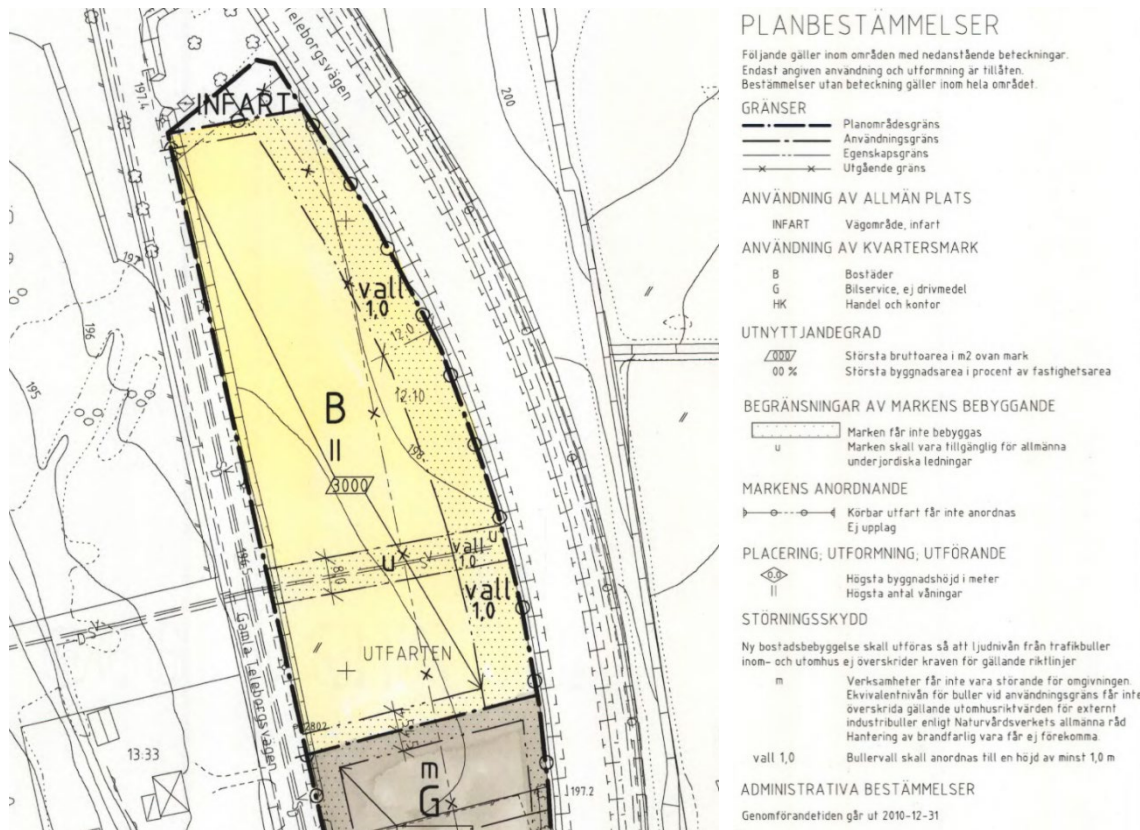 Teleborgsvägen
197.4
INFART
200
197
196
vall
1,0
12.0
195
12:10
B
II
198
3000
u
vall
1,0
8.0
u
S
vall
1,0
196
D
S
Gamla Teleborgsvägen
UTFARTEN
2802
13:33
m
G
197.2
PLANBESTÄMMELSER
Följande gäller inom områden med nedanstående beteckningar.
Endast angiven användning och utformning är tillåten.
Bestämmelser utan beteckning gäller inom hela området.
GRÄNSER
Planområdesgräns
Användningsgräns
Egenskapsgräns
Utgående gräns
ANVÄNDNING AV ALLMÄN PLATS
INFART Vägområde, infart
ANVÄNDNING AV KVARTERSMARK
B Bostäder
G Bilservice, ej drivmedel
HK Handel och kontor
UTNYTTJANDEGRAD
000 Största bruttoarea i m2 ovan mark
00 % Största byggnadsarea i procent av fastighetsarea
BEGRÄNSNINGAR AV MARKENS BEBYGGANDE
Marken får inte bebyggas
u Marken skall vara tillgänglig för allmänna
underjordiska ledningar
MARKENS ANORDNANDE
Körbar utfart får inte anordnas
Ej upplag
PLACERING; UTFORMNING; UTFÖRANDE
0.0 Högsta byggnadshöjd i meter
II Högsta antal våningar
STÖRNINGSSKYDD
Ny bostadsbebyggelse skall utföras så att ljudnivån från trafikbuller
inom- och utomhus ej överskrider kraven för gällande riktlinjer
m Verksamheter får inte vara störande för omgivningen.
Ekvivalentnivån för buller vid användningsgräns får inte
överskrida gällande utomhusriktvärden för externt
industribuller enligt Naturvårdsverkets allmänna råd
Hantering av brandfarlig vara får ej förekomma.
vall 1,0 Bullervall skall anordnas till en höjd av minst 1,0 m
ADMINISTRATIVA BESTÄMMELSER
Genomförandetiden går ut 2010-12-31